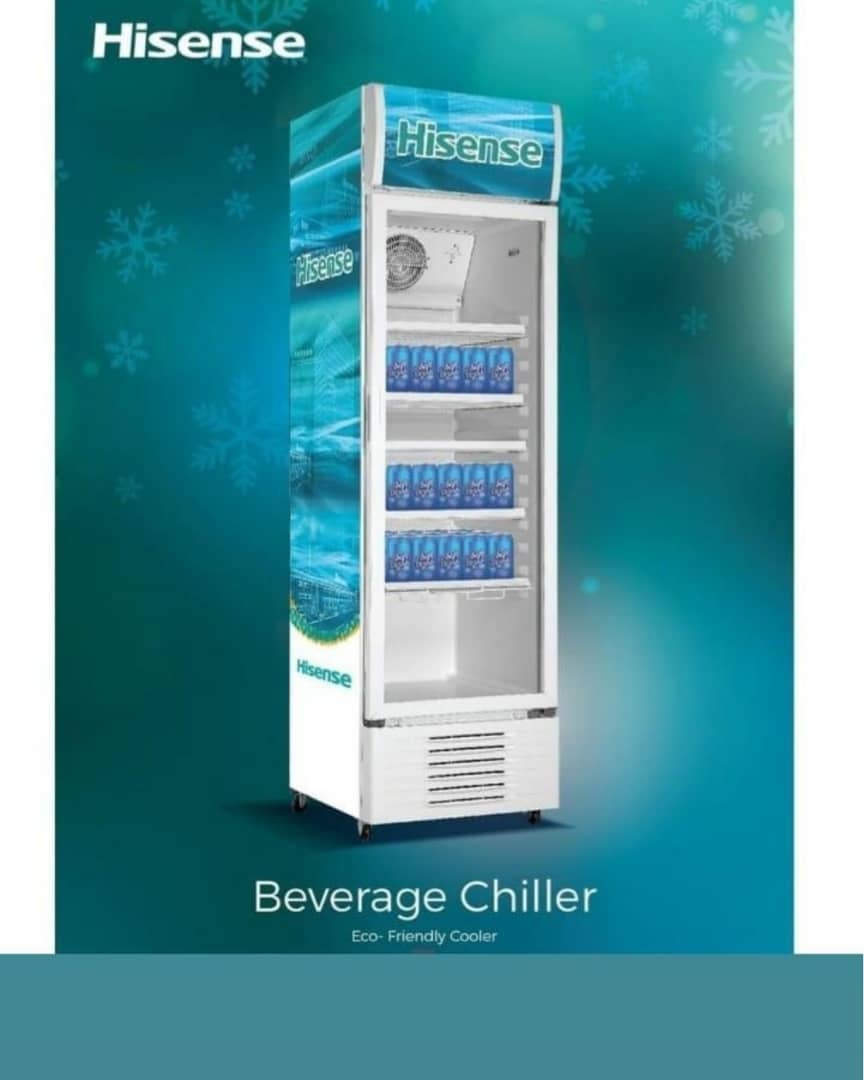 Hisense
Hisense
Hisense
Hisense
Beverage Chiller
Eco- Friendly Cooler